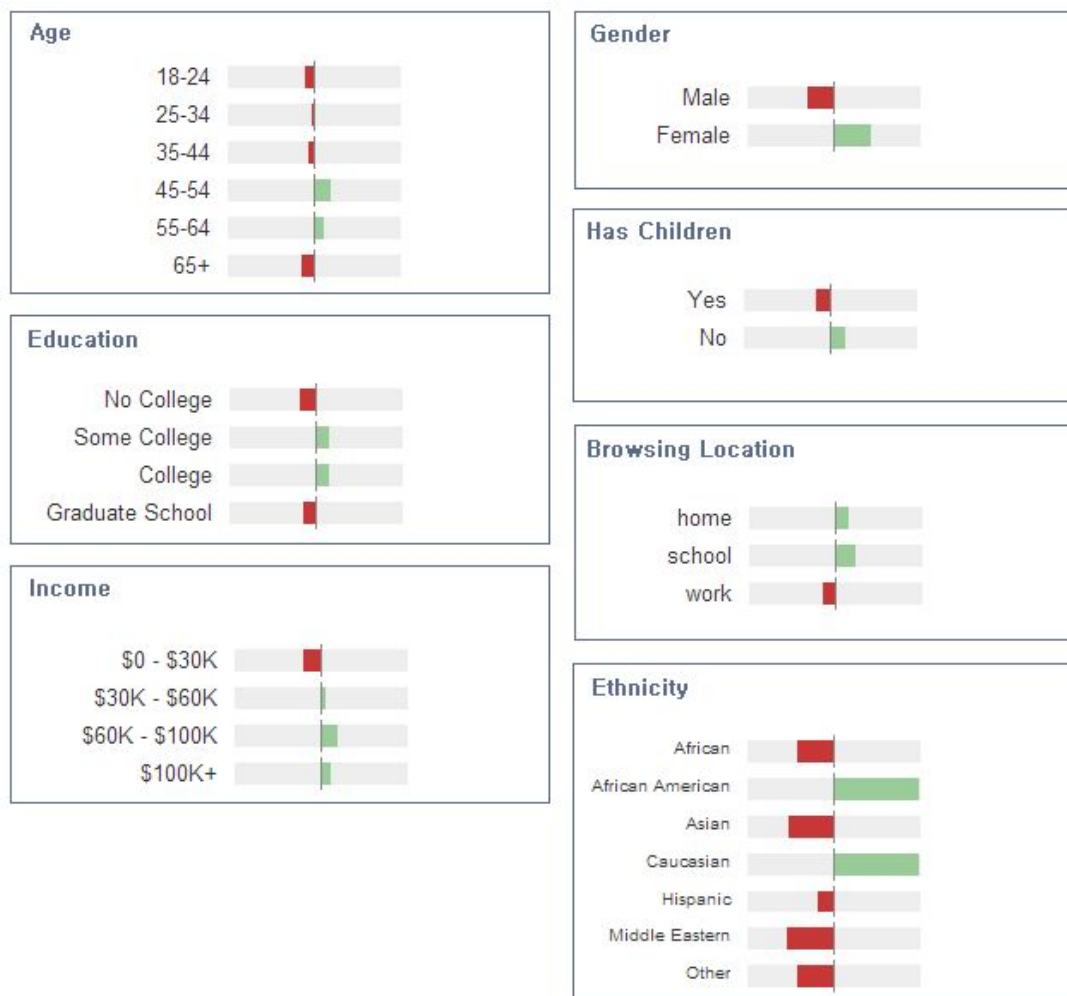 Age
18-24
25-34
35-44
45-54
55-64
65+
Education
No College
Some College
College
Graduate School
Income
$0 - $30K
$30K - $60K
$60K - $100K
$100K+
Gender
Male
Female
Has Children
Yes
No
Browsing Location
home
school
work
Ethnicity
African
African American
Asian
Caucasian
Hispanic
Middle Eastern
Other